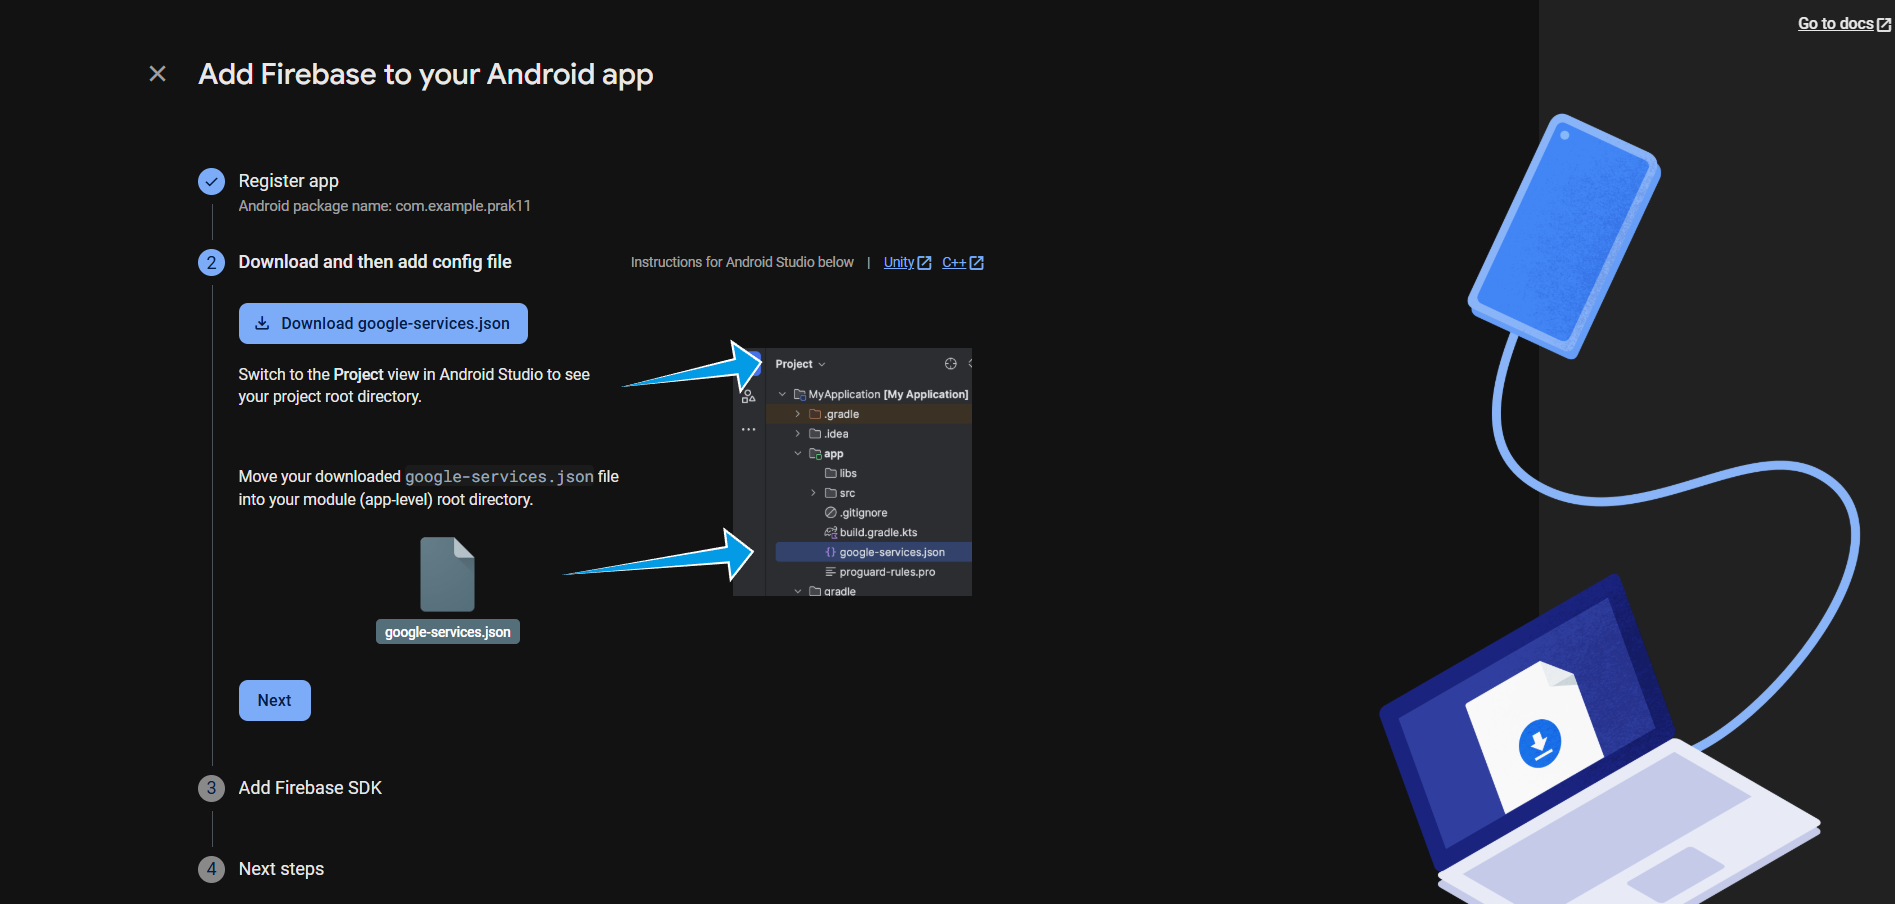 Go to docs
Add Firebase to your Android app
Register app
Android package name: com.example.prak11
2 Download and then add config file
Instructions for Android Studio below | Unity C++
Download google-services.json
Switch to the Project view in Android Studio to see
your project root directory.
Move your downloaded google-services.json file
into your module (app-level) root directory.
google-services.json
Project
MyApplication [My Application]
.gradle
.idea
app
libs
src
.gitignore
build.gradle.kts
google-services.json
proguard-rules.pro
gradle
Next
3 Add Firebase SDK
4 Next steps